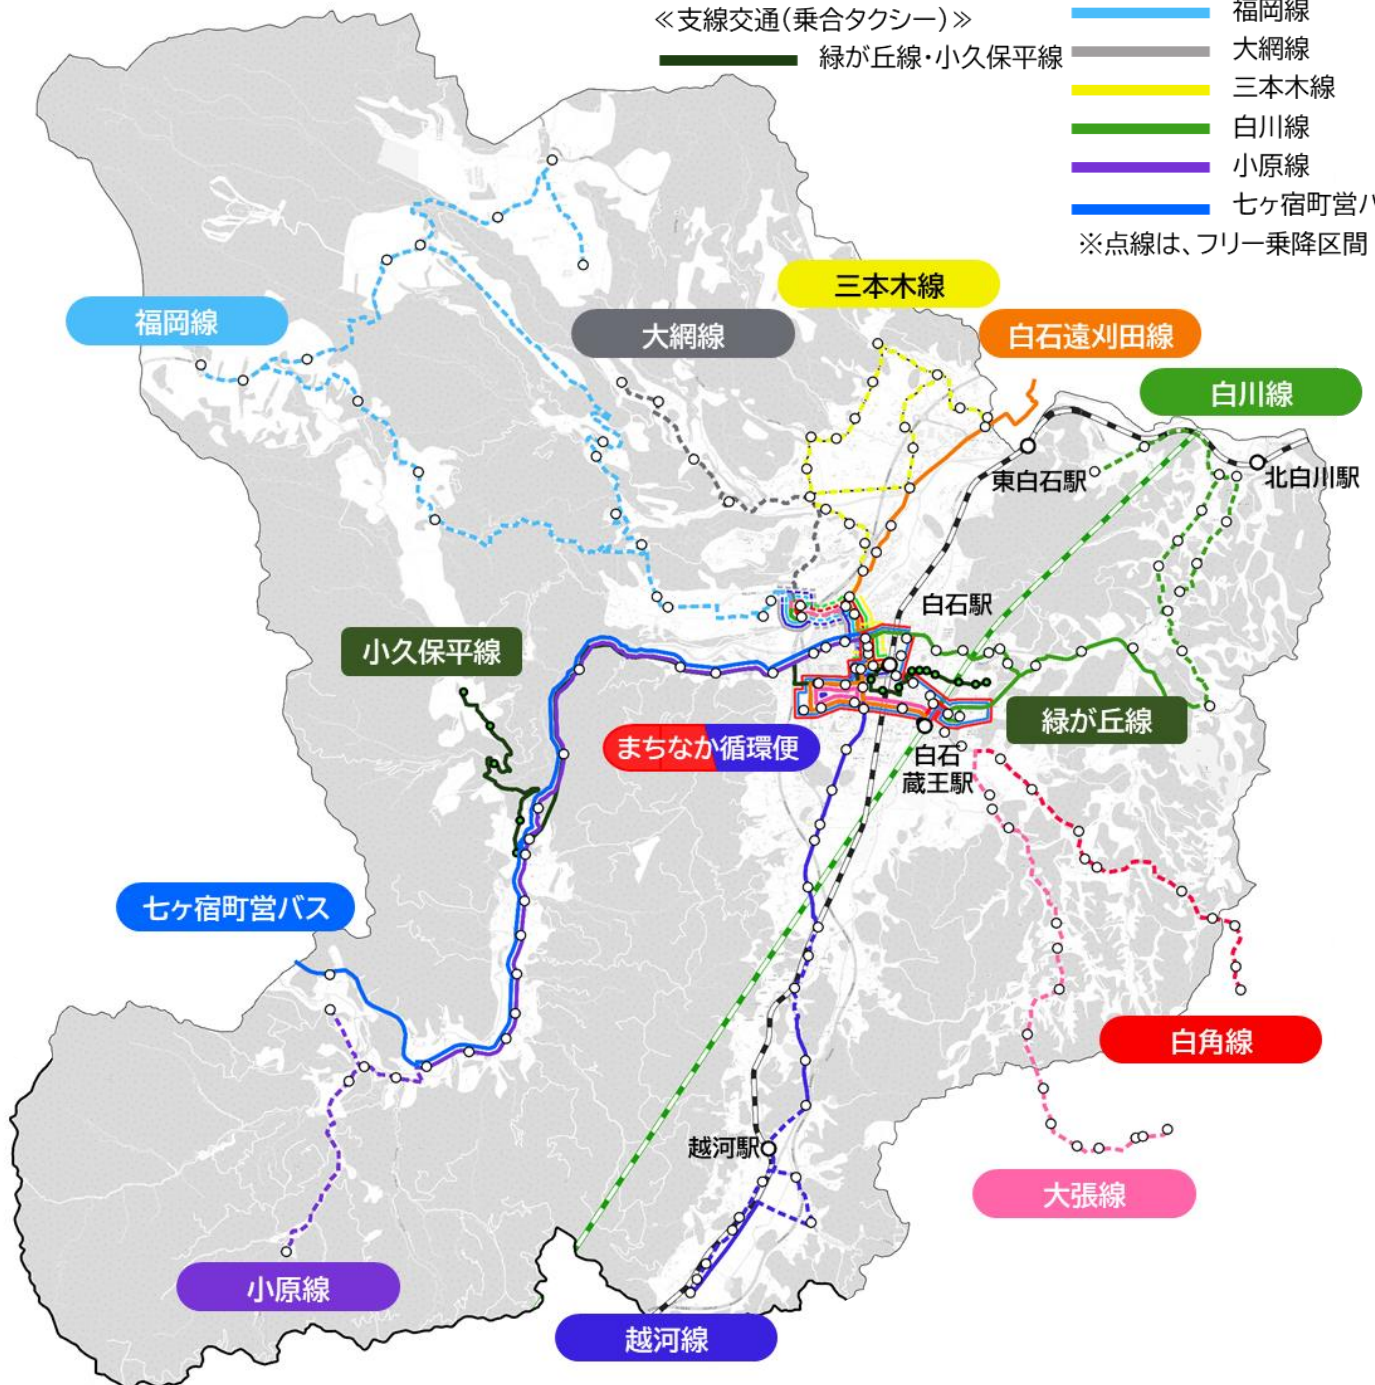 ≪支線交通(乗合タクシー)≫
緑が丘線・小久保平線
福岡線
大網線
三本木線
白川線
小原線
七ヶ宿町営バ
※点線は、フリー乗降区間
三本木線
福岡線
大網線
白石遠刈田線
白川線
東白石駅
北白川駅
白石駅
小久保平線
緑が丘線
まちなか循環便
白石
蔵王駅
七ヶ宿町営バス
白角線
越河駅
大張線
小原線
越河線